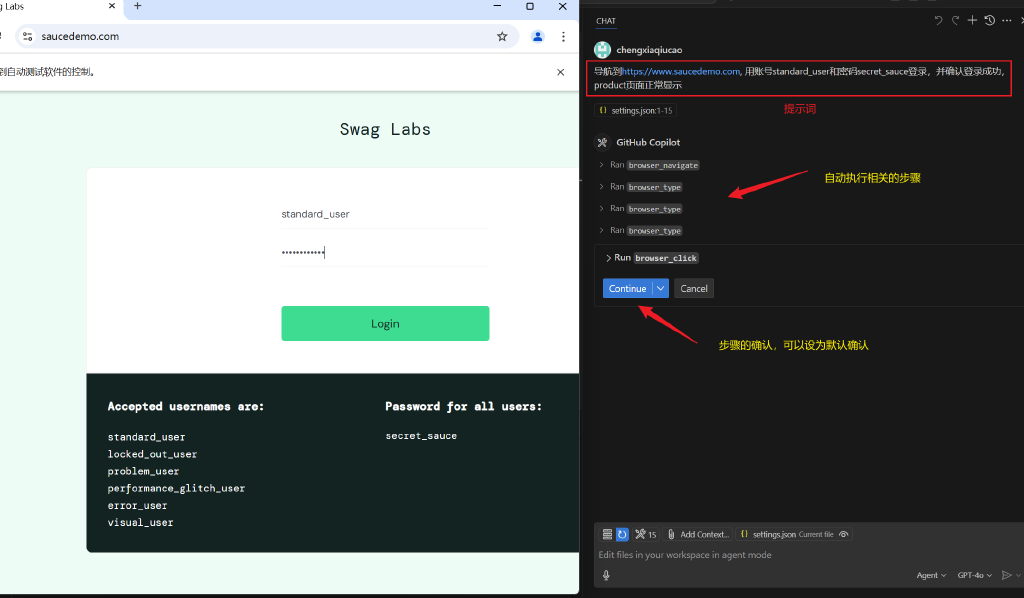 g Labs
saucedemo.com
到自动测试软件的控制。
Swag Labs
standard_user
••••••••••••
Login
Accepted usernames are:
standard_user
locked_out_user
problem_user
performance_glitch_user
error_user
visual_user
Password for all users:
secret_sauce
CHAT
chengxiaqiucao
导航到https://www.saucedemo.com, 用账号standard_user和密码secret_sauce登录，并确认登录成功，
product页面正常显示
{} settings.json:1-15
提示词
GitHub Copilot
Ran browser_navigate
Ran browser_type
Ran browser_type
Ran browser_type
自动执行相关的步骤
Run browser_click
Continue
Cancel
步骤的确认，可以设为默认确认
15
Add Context...
{} settings.json Current file
Edit files in your workspace in agent mode
Agent
GPT-4o